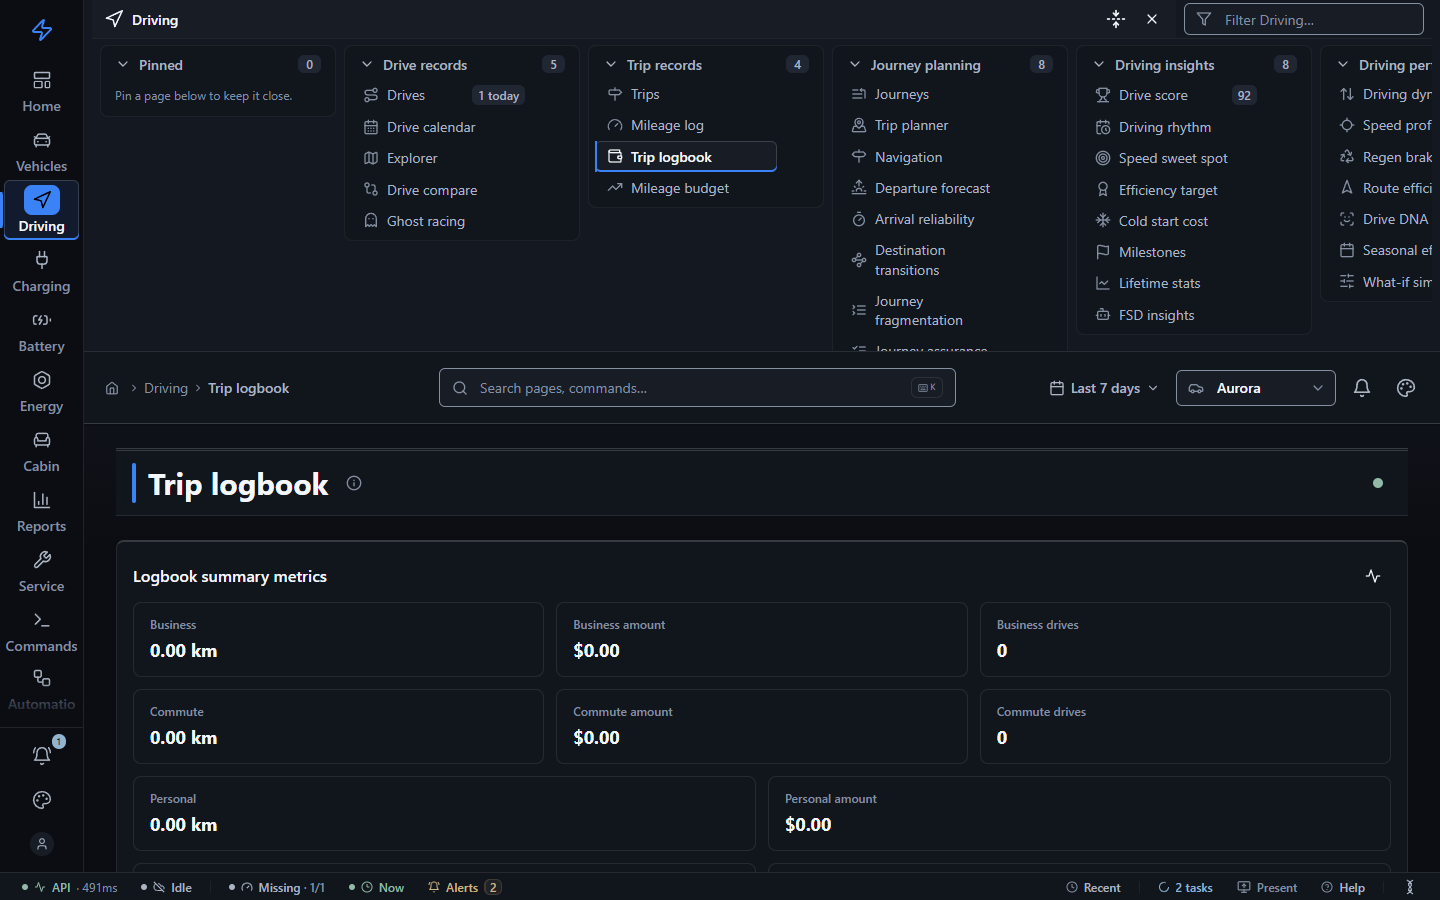 Driving
Filter Driving...
Home
Vehicles
Driving
Charging
Battery
Energy
Cabin
Reports
Service
Commands
Automatio
1
Pinned 0
Pin a page below to keep it close.
Drive records 5
Drives 1 today
Drive calendar
Explorer
Drive compare
Ghost racing
Trip records 4
Trips
Mileage log
Trip logbook
Mileage budget
Journey planning 8
Journeys
Trip planner
Navigation
Departure forecast
Arrival reliability
Destination
transitions
Journey
fragmentation
Journey assurance
Driving insights 8
Drive score 92
Driving rhythm
Speed sweet spot
Efficiency target
Cold start cost
Milestones
Lifetime stats
FSD insights
Driving per
Driving dyn
Speed prof
Regen brak
Route effici
Drive DNA
Seasonal ef
What-if sim
Driving > Trip logbook
Search pages, commands...
K
Last 7 days
Aurora
Trip logbook
Logbook summary metrics
Business
0.00 km
Business amount
$0.00
Business drives
0
Commute
0.00 km
Commute amount
$0.00
Commute drives
0
Personal
0.00 km
Personal amount
$0.00
API · 491ms
Idle
Missing · 1/1
Now
Alerts 2
Recent
2 tasks
Present
Help